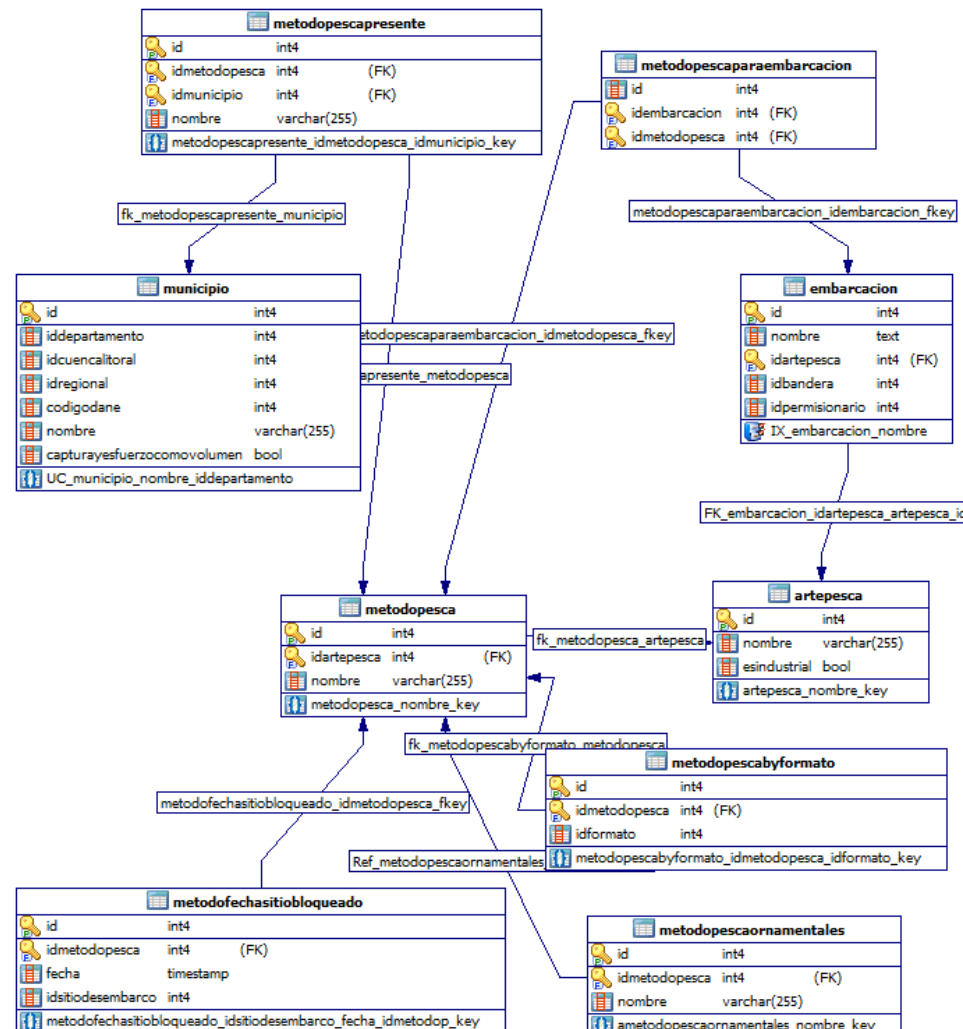 metodopescapresente
id int4
idmetodopesca int4 (FK)
idmunicipio int4 (FK)
nombre varchar(255)
metodopescapresente_idmetodopesca_idmunicipio_key
metodopescaparaembarcacion
id int4
idembarcacion int4 (FK)
idmetodopesca int4 (FK)
fk_metodopescapresente_municipio
metodopescaparaembarcacion_idembarcacion_fkey
municipio
id int4
iddepartamento int4
idcuencalitoral int4
idregional int4
codigodane int4
nombre varchar(255)
capturayesfuerzocomovolumen bool
UC_municipio_nombre_iddepartamento
etodopescaparaembarcacion_idmetodopesca_fkey
apresente_metodopesca
embarcacion
id int4
nombre text
idartepesca int4 (FK)
idbandera int4
idpermisionario int4
IX_embarcacion_nombre
FK_embarcacion_idartepesca_artepesca_id
metodopesca
id int4
idartepesca int4 (FK)
nombre varchar(255)
metodopesca_nombre_key
fk_metodopesca_artepesca
artepesca
id int4
nombre varchar(255)
esindustrial bool
artepesca_nombre_key
fk_metodopescabyformato_metodopesca
metodopescabyformato
id int4
idmetodopesca int4 (FK)
idformato int4
metodopescabyformato_idmetodopesca_idformato_key
metodofechasitiobloqueado_idmetodopesca_fkey
Ref_metodopescaornamentales_
metodofechasitiobloqueado
id int4
idmetodopesca int4 (FK)
fecha timestamp
idsitiodesembarco int4
metodofechasitiobloqueado_idsitiodesembarco_fecha_idmetodop_key
metodopescaornamentales
id int4
idmetodopesca int4 (FK)
nombre varchar(255)
ametodopescaornamentales_nombre_key